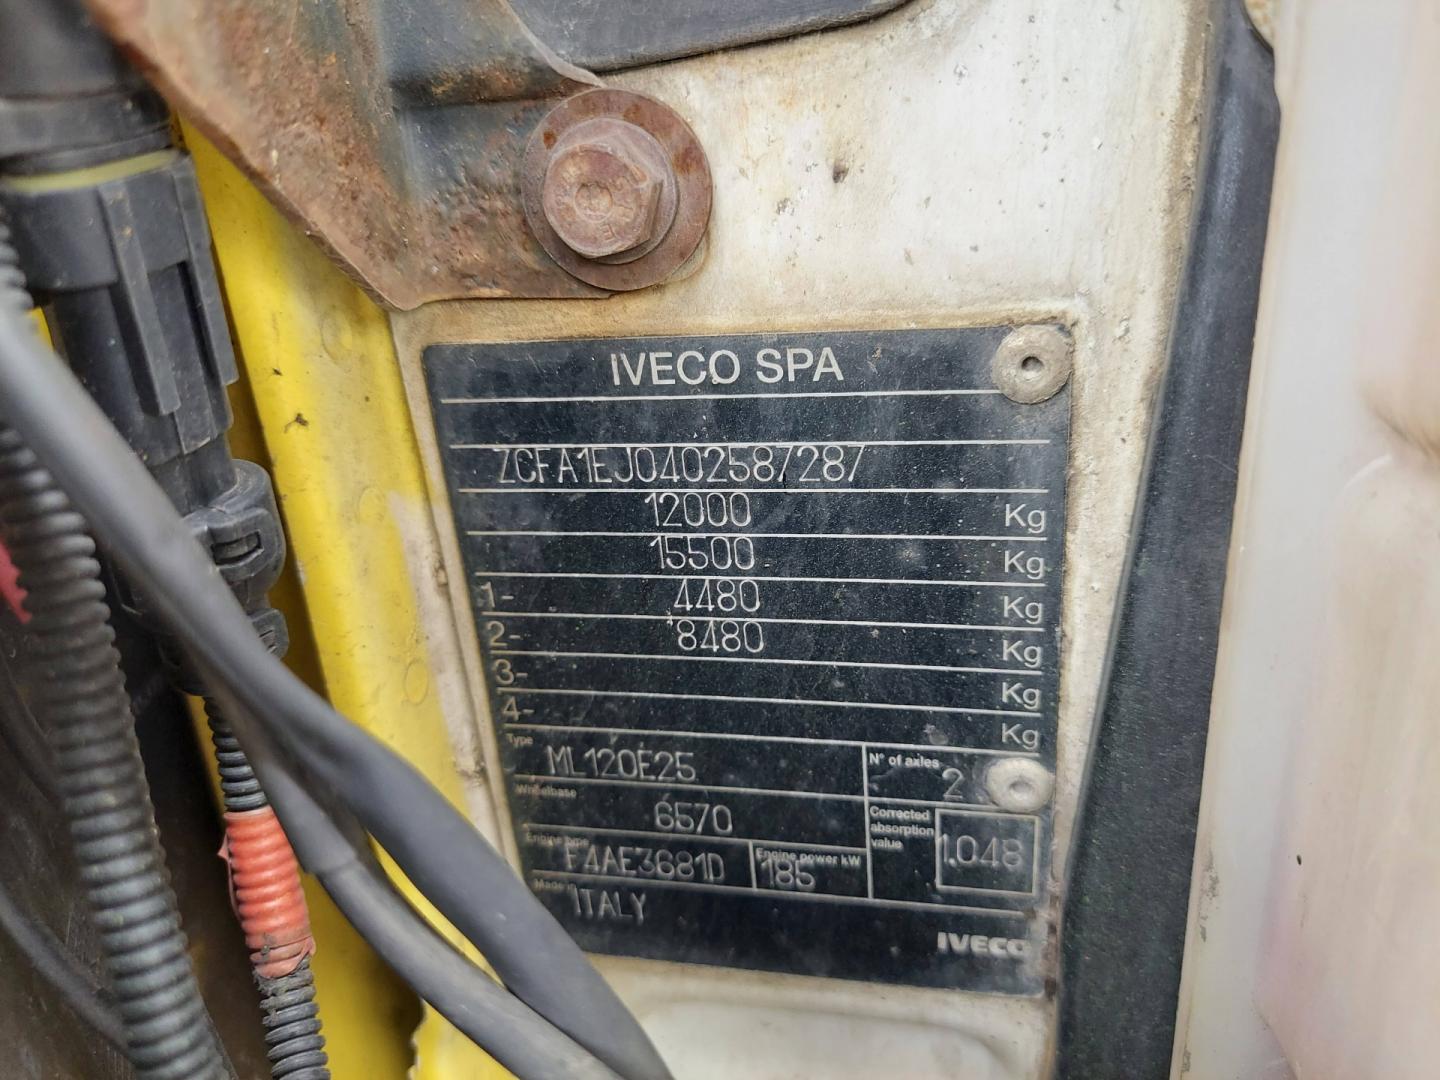 IVECO SPA
ZCFA1EJ0402587287
12000 Kg
15500 Kg
1- 4480 Kg
2- 8480 Kg
3- Kg
4- Kg
Type ML120E25 N° of axles 2
Wheelbase 6570 Corrected absorption value 1.048
Engine type F4AE3681D Engine power kW 185
Made in ITALY
IVECO